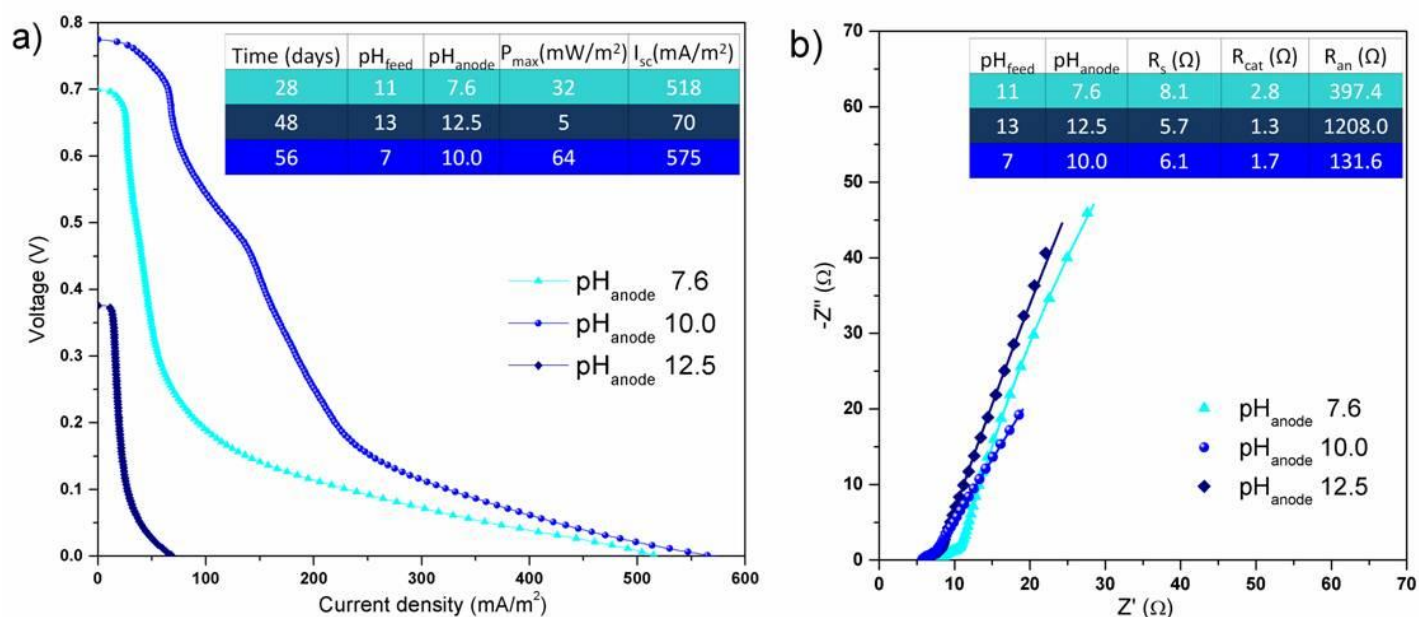 a)
Time (days) pHfeed pHanode Pmax(mW/m²) Isc(mA/m²)
28 11 7.6 32 518
48 13 12.5 5 70
56 7 10.0 64 575
pHanode 7.6
pHanode 10.0
pHanode 12.5
Voltage (V)
0.8
0.7
0.6
0.5
0.4
0.3
0.2
0.1
0.0
0 100 200 300 400 500 600
Current density (mA/m²)
b)
pHfeed pHanode Rs (Ω) Rcat (Ω) Ran (Ω)
11 7.6 8.1 2.8 397.4
13 12.5 5.7 1.3 1208.0
7 10.0 6.1 1.7 131.6
pHanode 7.6
pHanode 10.0
pHanode 12.5
-Z'' (Ω)
70
60
50
40
30
20
10
0
0 10 20 30 40 50 60 70
Z' (Ω)